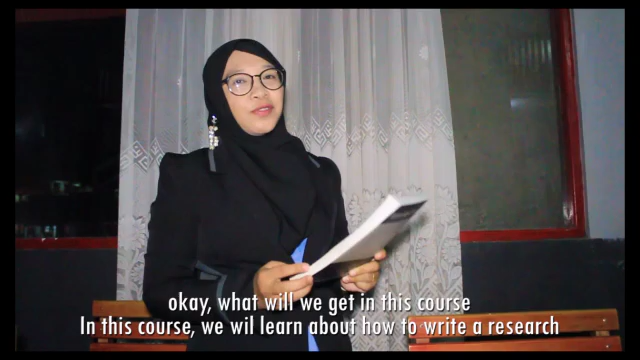 okay, what will we get in this course
In this course, we wil learn about how to write a research